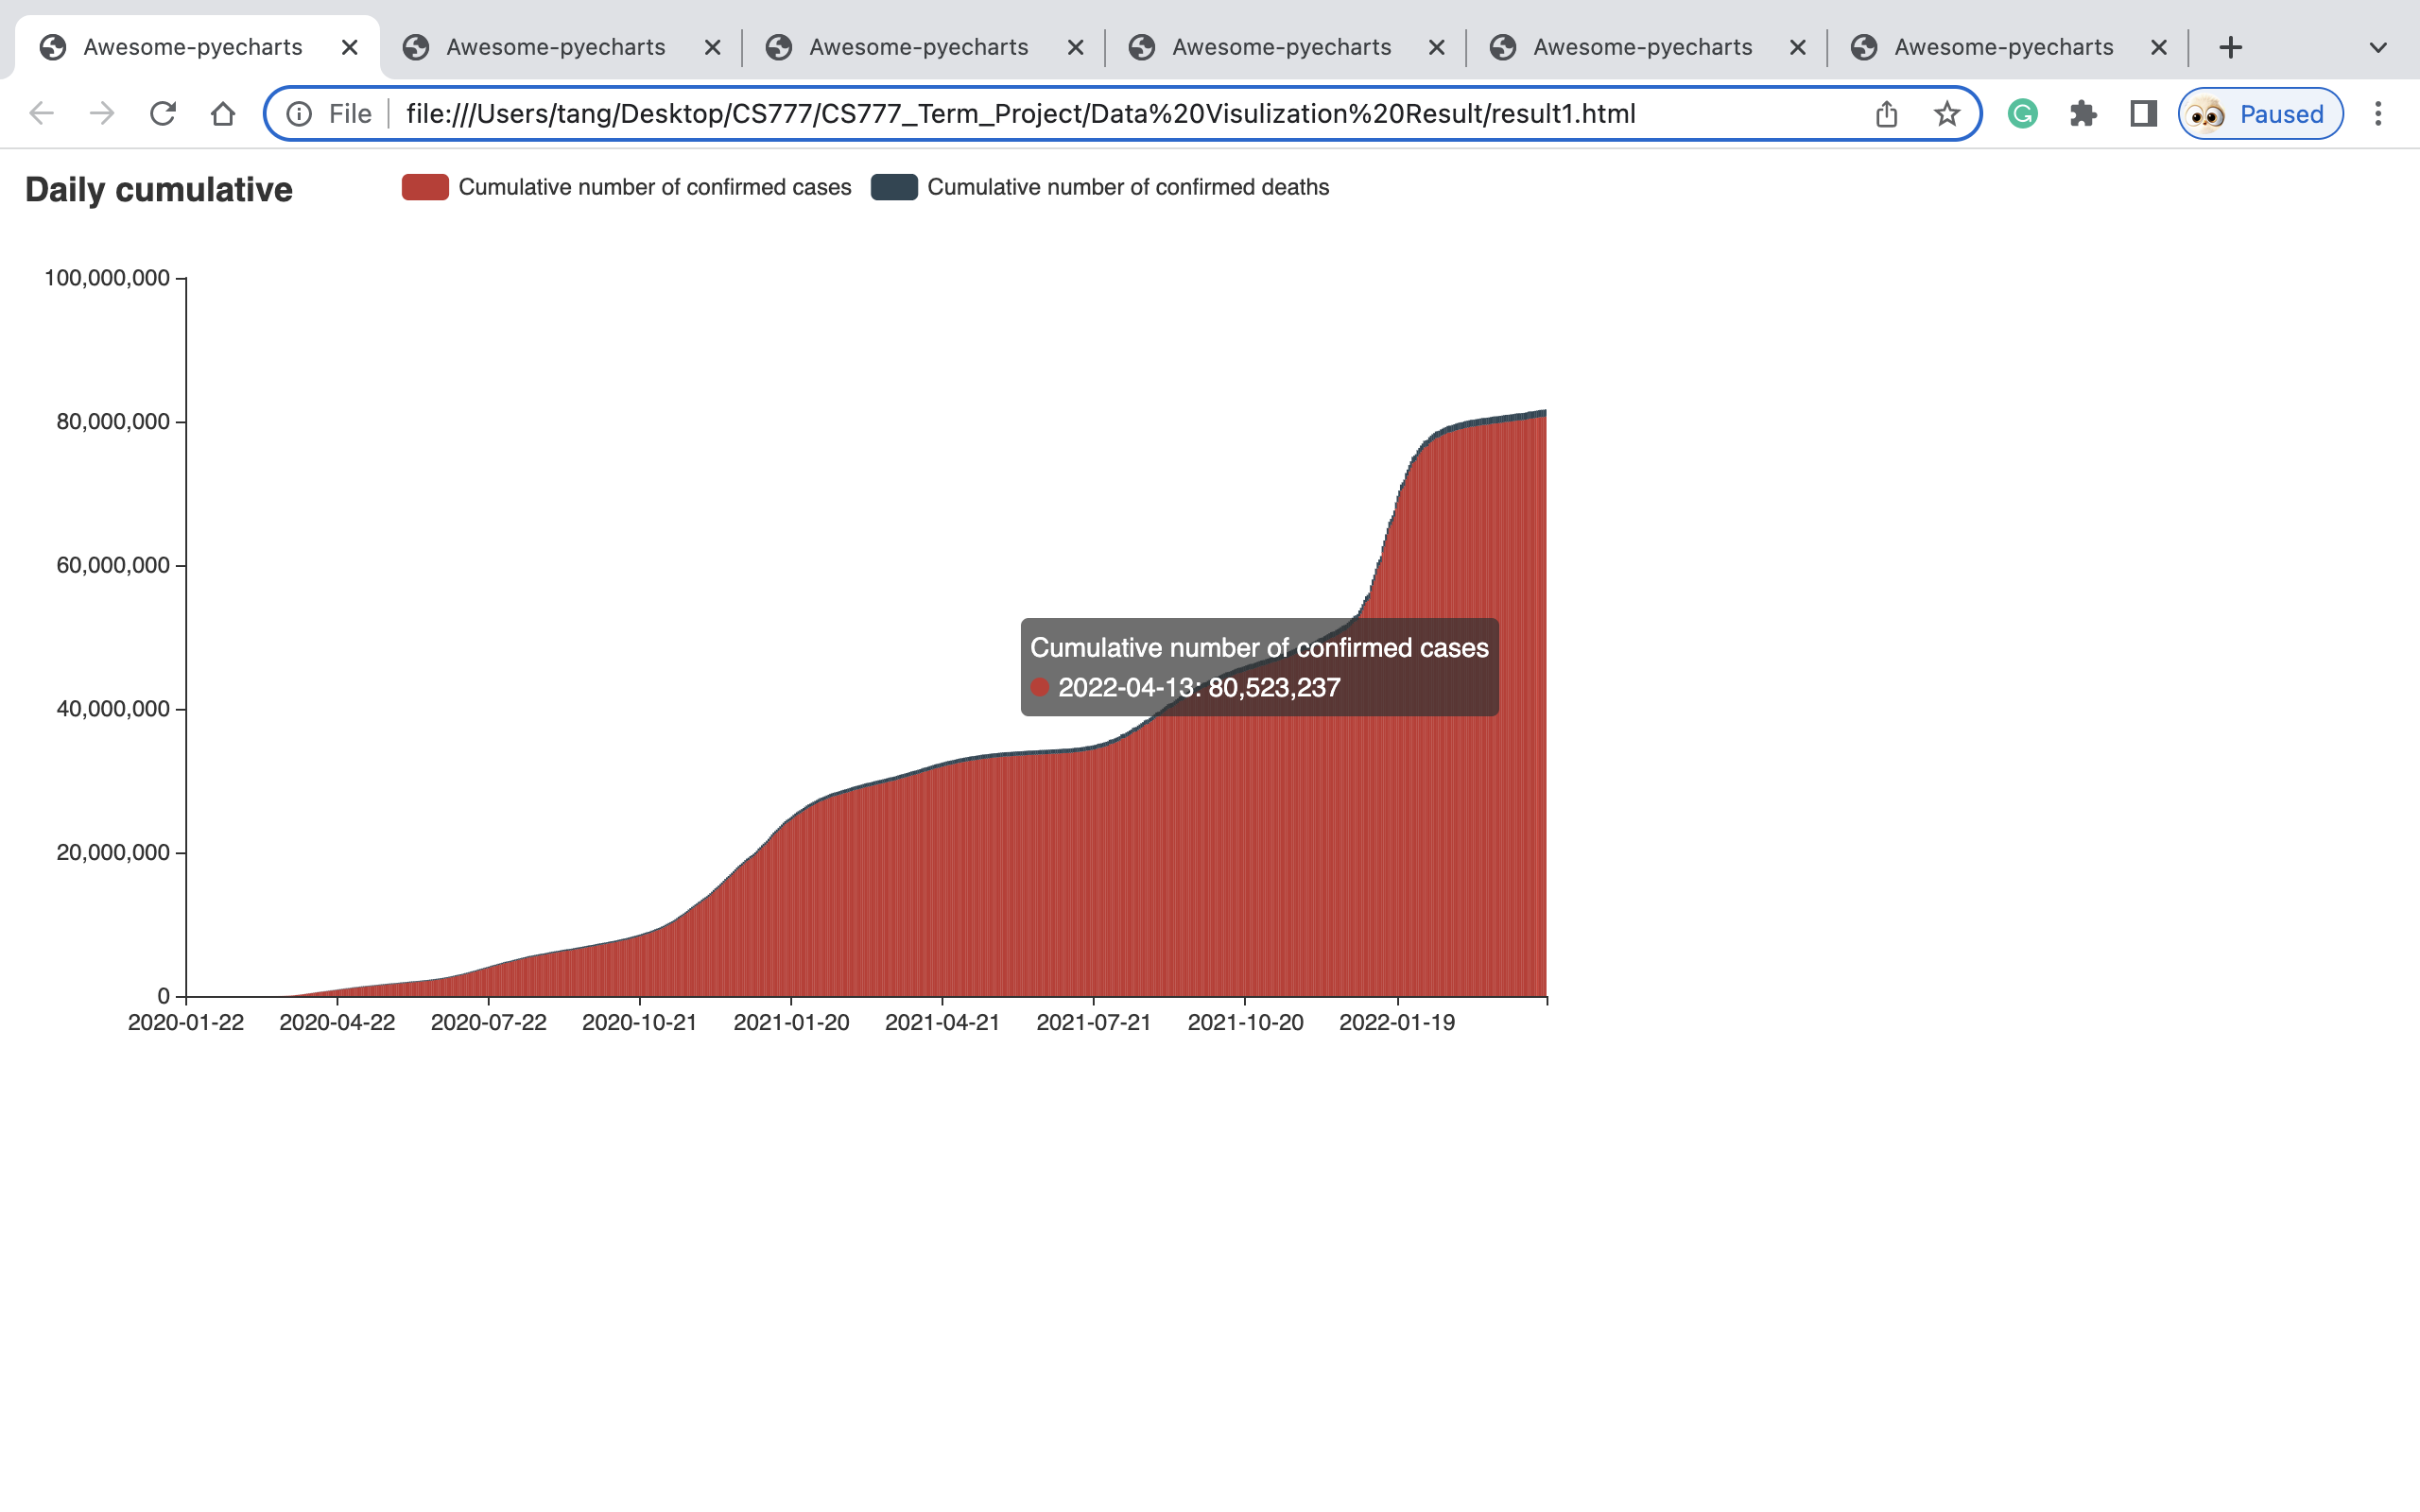 Awesome-pyecharts Awesome-pyecharts Awesome-pyecharts Awesome-pyecharts Awesome-pyecharts Awesome-pyecharts
File file:///Users/tang/Desktop/CS777/CS777_Term_Project/Data%20Visulization%20Result/result1.html Paused
Daily cumulative Cumulative number of confirmed cases Cumulative number of confirmed deaths
100,000,000
80,000,000
60,000,000
Cumulative number of confirmed cases
2022-04-13: 80,523,237
40,000,000
20,000,000
0
2020-01-22 2020-04-22 2020-07-22 2020-10-21 2021-01-20 2021-04-21 2021-07-21 2021-10-20 2022-01-19